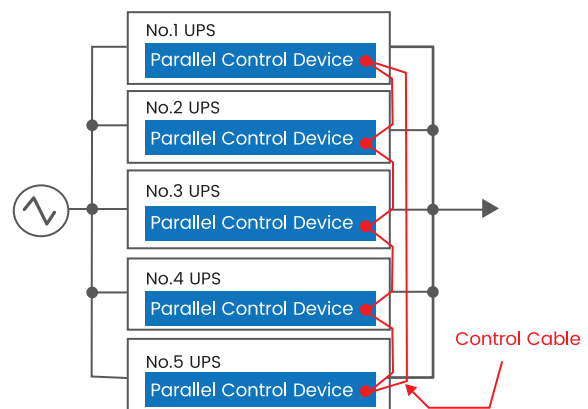 No.1 UPS
Parallel Control Device
No.2 UPS
Parallel Control Device
No.3 UPS
Parallel Control Device
No.4 UPS
Parallel Control Device
Control Cable
No.5 UPS
Parallel Control Device